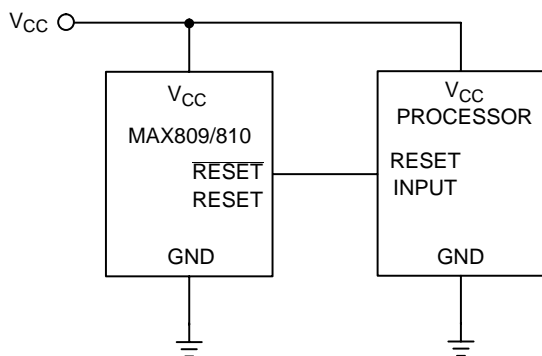 VCC
VCC
MAX809/810
RESET
RESET
GND
VCC
PROCESSOR
RESET
INPUT
GND